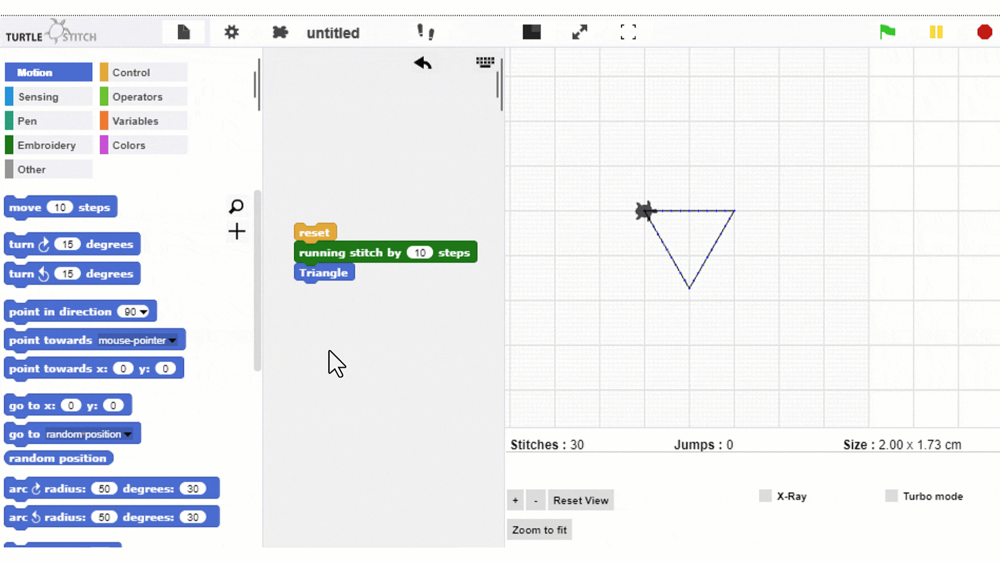 TURTLE STITCH
untitled
Motion
Control
Sensing
Operators
Pen
Variables
Embroidery
Colors
Other
move 10 steps
turn 15 degrees
turn 15 degrees
point in direction 90
point towards mouse-pointer
point towards x: 0 y: 0
go to x: 0 y: 0
go to random position
random position
arc radius: 50 degrees: 30
arc radius: 50 degrees: 30
reset
running stitch by 10 steps
Triangle
Stitches : 30
Jumps : 0
Size : 2.00 x 1.73 cm
+
-
Reset View
X-Ray
Turbo mode
Zoom to fit